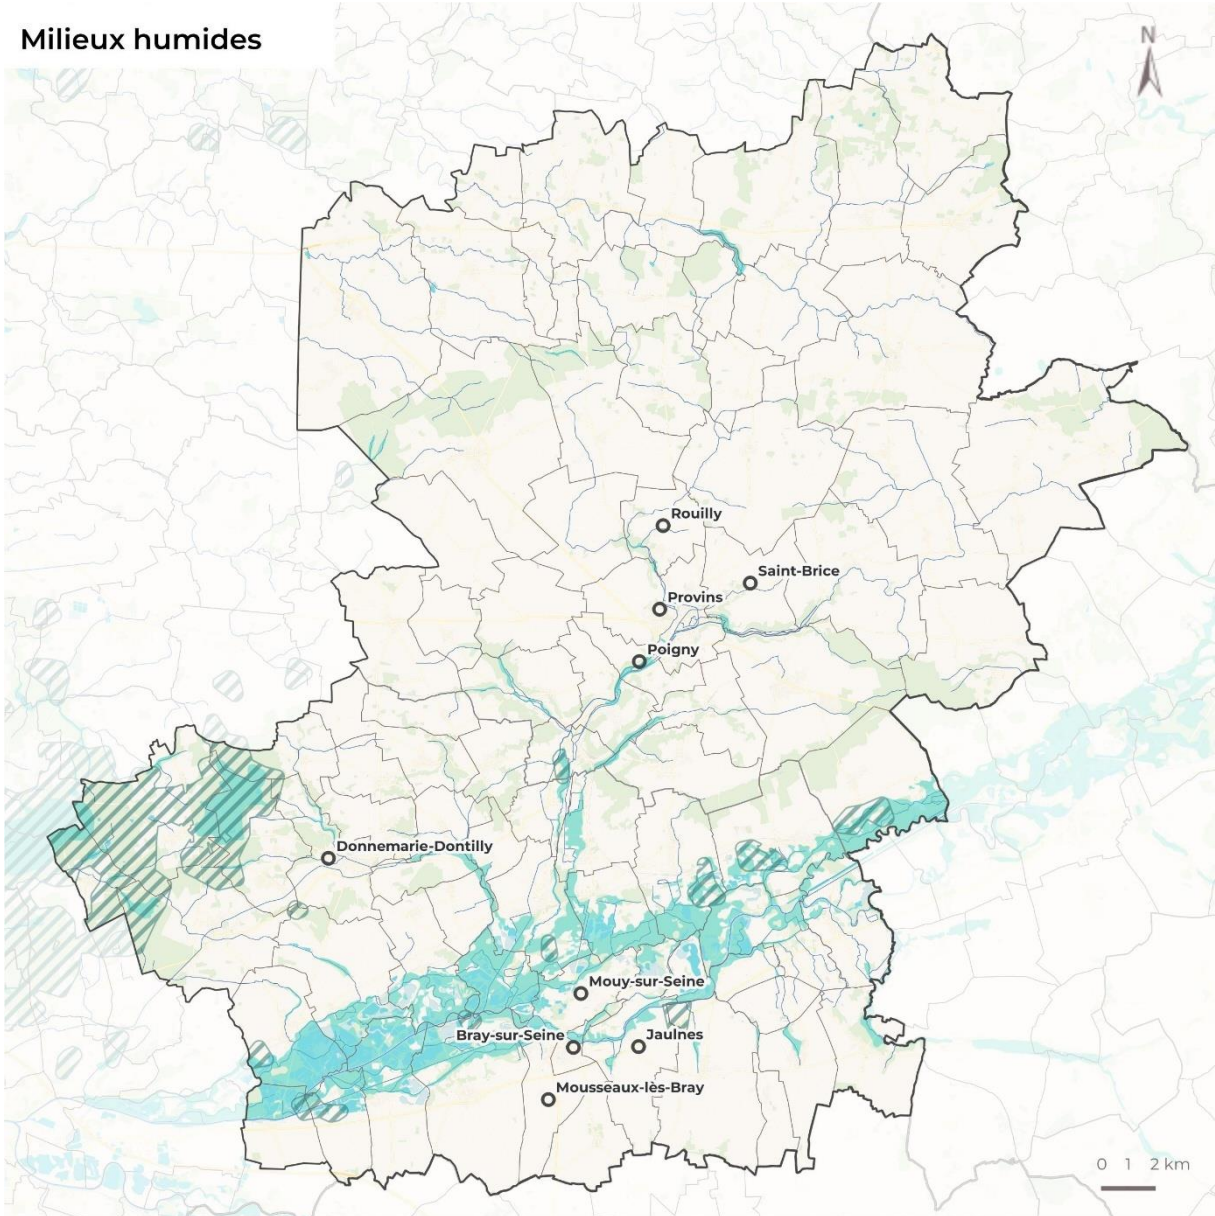 Milieux humides
N
Rouilly
Saint-Brice
Provins
Poigny
Donnemarie-Dontilly
Mouy-sur-Seine
Bray-sur-Seine
Jaulnes
Mousseaux-lès-Bray
0 1 2 km